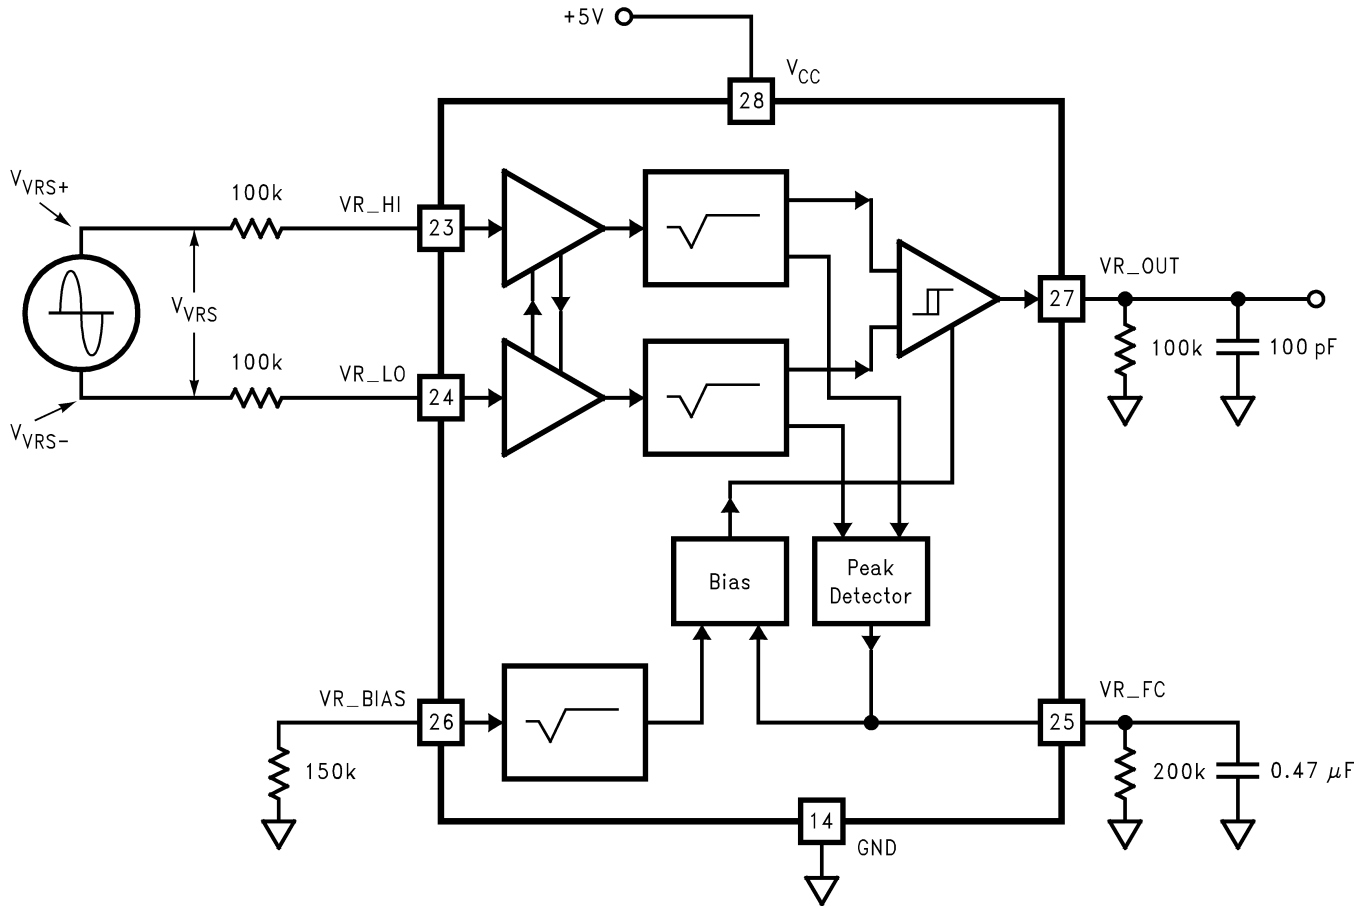 +5V
VCC
28
VVRS+
100k
VR_HI
23
VR_OUT
27
VVRS
100k
VR_LO
24
100k
100 pF
VVRS−
Bias
Peak
Detector
VR_BIAS
26
VR_FC
25
150k
200k
0.47 µF
14
GND